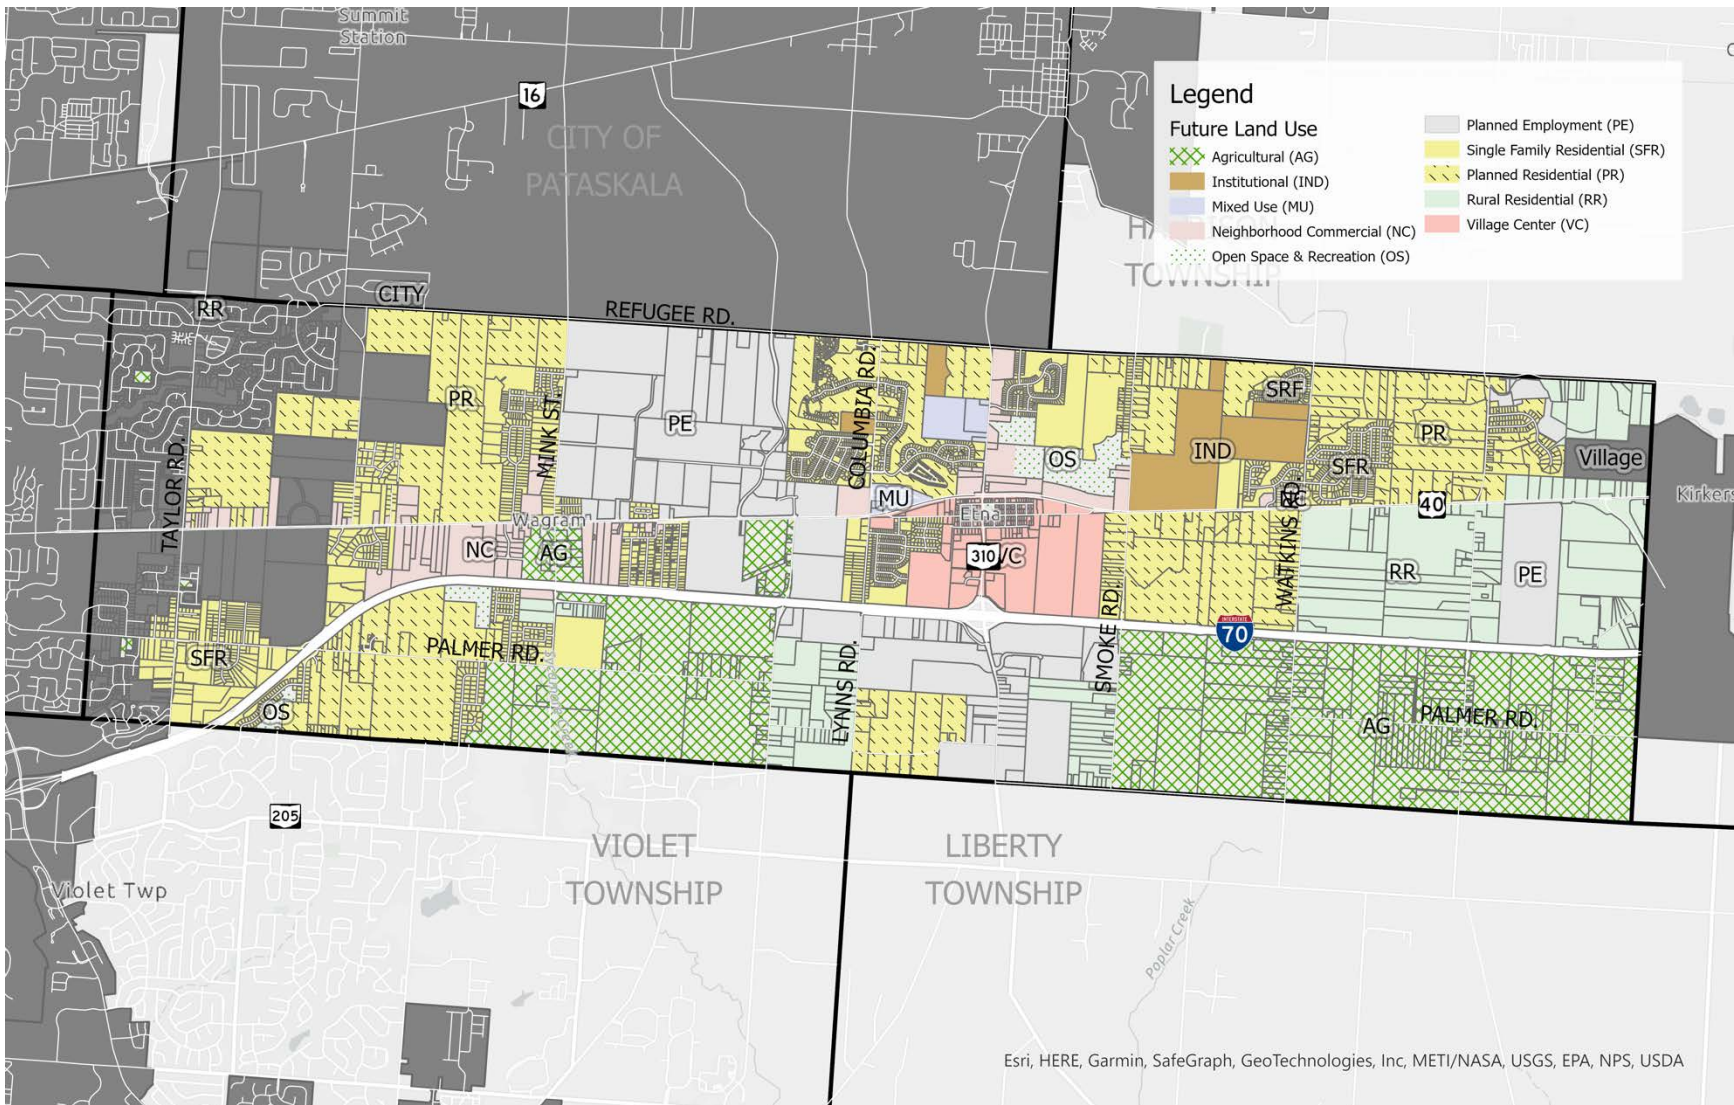 Summit
Station
16
CITY OF
PATASKALA
Legend
Future Land Use
Agricultural (AG)
Institutional (IND)
Mixed Use (MU)
Neighborhood Commercial (NC)
Open Space & Recreation (OS)
Planned Employment (PE)
Single Family Residential (SFR)
Planned Residential (PR)
Rural Residential (RR)
Village Center (VC)
TOWNSHIP
RR
CITY
REFUGEE RD.
PR
MINK ST.
PE
COLUMBIA RD.
SRF
IND
PR
TAYLOR RD.
OS
SFR
Village
MU
NC
40
Kirkers
Wagram
Etna
NC
AG
310
VC
WATKINS RD.
RR
PE
70
SFR
PALMER RD.
LYNNS RD.
SMOKE RD.
OS
AG
PALMER RD.
205
VIOLET
TOWNSHIP
LIBERTY
TOWNSHIP
Violet Twp
Poplar Creek
Esri, HERE, Garmin, SafeGraph, GeoTechnologies, Inc, METI/NASA, USGS, EPA, NPS, USDA